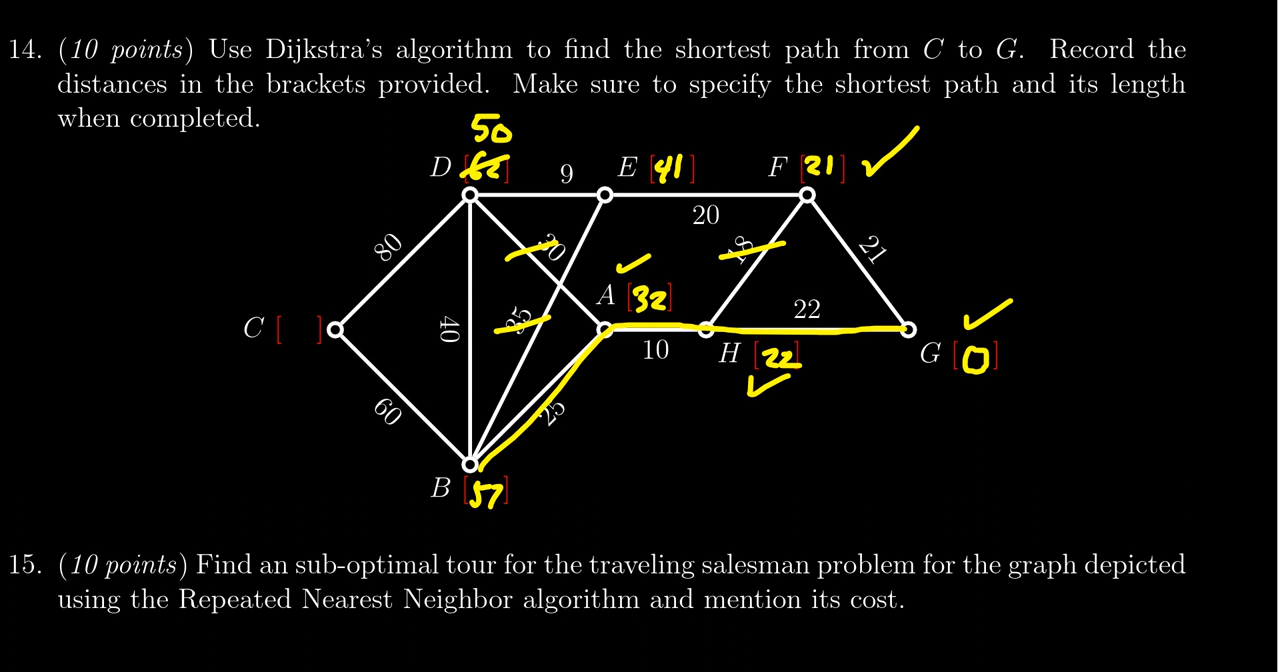 14. (10 points) Use Dijkstra's algorithm to find the shortest path from C to G. Record the
distances in the brackets provided. Make sure to specify the shortest path and its length
when completed.
50
D [62] 9 E [41] F [21]
20
80 30 18 21
A [32]
22
C [ ] 40 35
10 H [22] G [0]
60 25
B [57]
15. (10 points) Find an sub-optimal tour for the traveling salesman problem for the graph depicted
using the Repeated Nearest Neighbor algorithm and mention its cost.